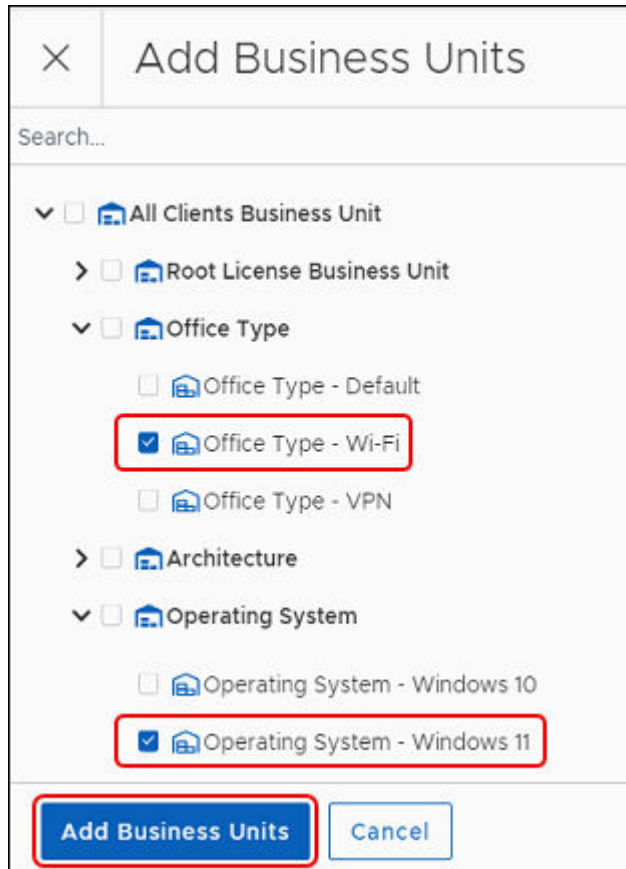 Add Business Units
Search...
All Clients Business Unit
Root License Business Unit
Office Type
Office Type - Default
Office Type - Wi-Fi
Office Type - VPN
Architecture
Operating System
Operating System - Windows 10
Operating System - Windows 11
Add Business Units Cancel